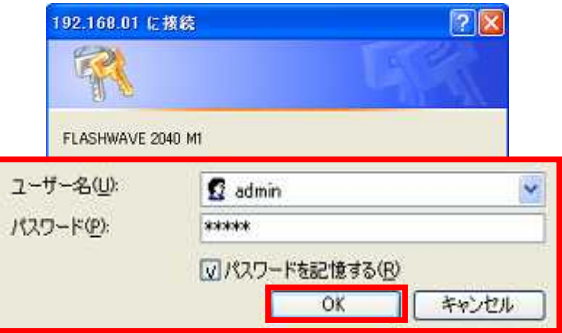 192.168.01 に接続
FLASHWAVE 2040 M1
ユーザー名(U):
admin
パスワード(P):
*****
パスワードを記憶する(R)
OK
キャンセル